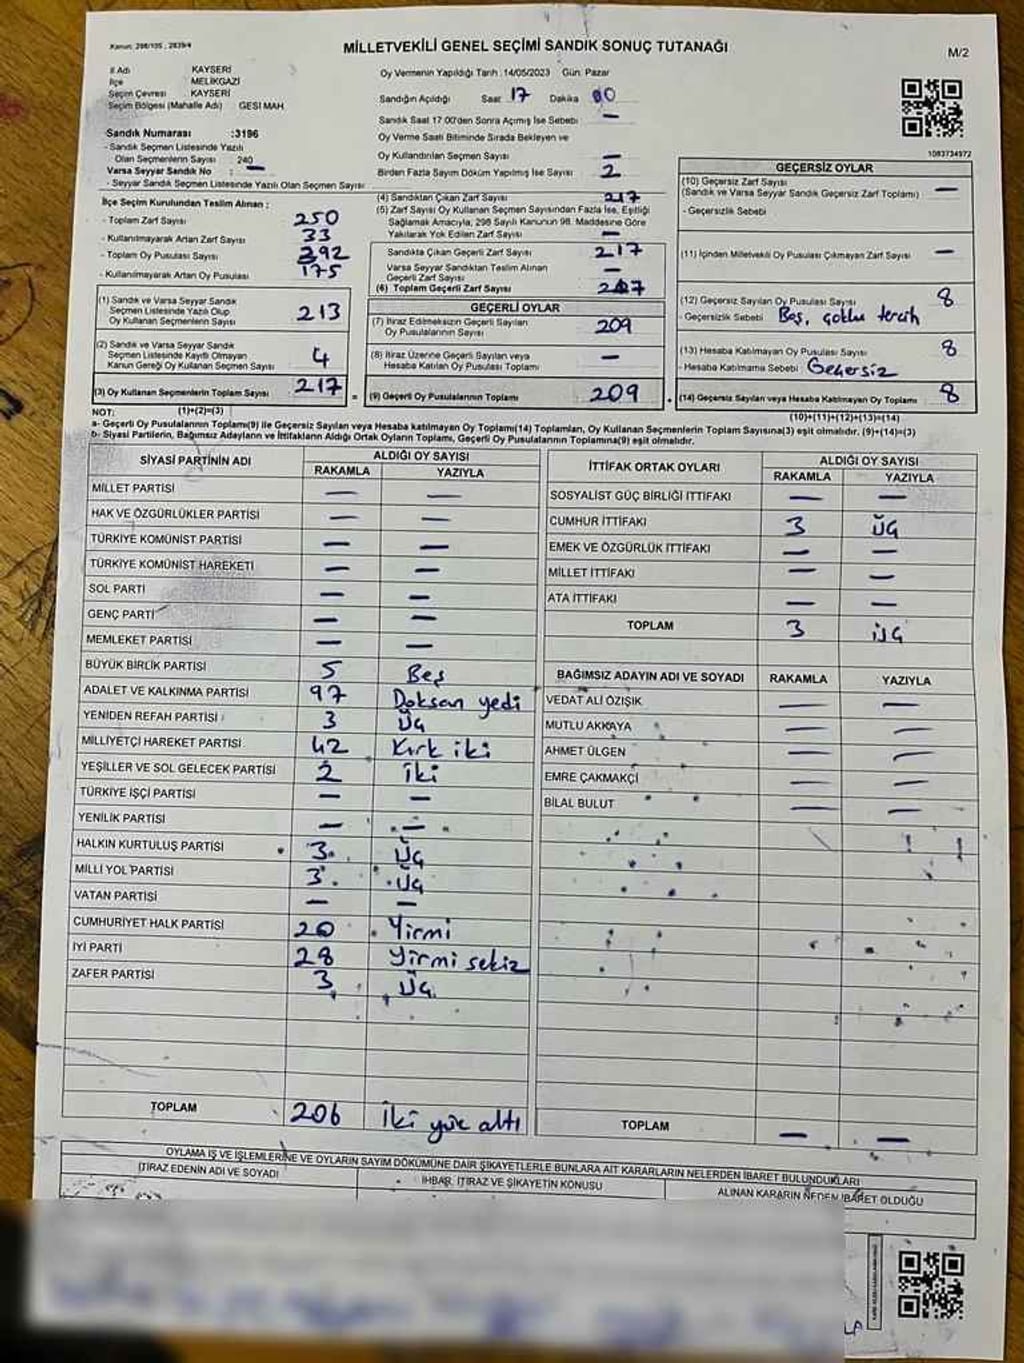 Kanun: 298/105, 2839/4
MİLLETVEKİLİ GENEL SEÇİMİ SANDIK SONUÇ TUTANAĞI
M/2
İl Adı KAYSERİ
İlçe MELİKGAZİ
Seçim Çevresi KAYSERİ
Seçim Bölgesi (Mahalle Adı) GESİ MAH.
Oy Vermenin Yapıldığı Tarih : 14/05/2023 Gün: Pazar
Sandığın Açıldığı Saat 17 Dakika 00
Sandık Saat 17:00'den Sonra Açmış İse Sebebi —
Oy Verme Saati Bitiminde Sırada Bekleyen ve
Oy Kullandırılan Seçmen Sayısı —
Birden Fazla Sayım Dökümü Yapılmış İse Sayısı 2
Sandık Numarası :3196
- Sandık Seçmen Listesinde Yazılı
Olan Seçmenlerin Sayısı : 240
Varsa Seyyar Sandık No : —
- Seyyar Sandık Seçmen Listesinde Yazılı Olan Seçmen Sayısı
İlçe Seçim Kurulundan Teslim Alınan :
- Toplam Zarf Sayısı 250
- Kullanılmayarak Artan Zarf Sayısı 33
- Toplam Oy Pusulası Sayısı 392
- Kullanılmayarak Artan Oy Pusulası 175
(4) Sandıktan Çıkan Zarf Sayısı 217
(5) Zarf Sayısı Oy Kullanan Seçmen Sayısından Fazla İse, Eşitliği
Sağlamak Amacıyla, 298 Sayılı Kanunun 98. Maddesine Göre
Yakılarak Yok Edilen Zarf Sayısı —
Sandıkta Çıkan Geçerli Zarf Sayısı 217
Varsa Seyyar Sandıktan Teslim Alınan
Geçerli Zarf Sayısı —
(6) Toplam Geçerli Zarf Sayısı 217
1083734972
GEÇERSİZ OYLAR
(10) Geçersiz Zarf Sayısı
(Sandık ve Varsa Seyyar Sandık Geçersiz Zarf Toplamı) —
- Geçersizlik Sebebi
(11) İçinden Milletvekili Oy Pusulası Çıkmayan Zarf Sayısı —
(12) Geçersiz Sayılan Oy Pusulası Sayısı 8
- Geçersizlik Sebebi Boş, çoklu tercih
(13) Hesaba Katılmayan Oy Pusulası Sayısı 8
- Hesaba Katılmama Sebebi Geçersiz
(14) Geçersiz Sayılan veya Hesaba Katılmayan Oy Toplamı 8
(10)+(11)+(12)+(13)=(14)
(1) Sandık ve Varsa Seyyar Sandık
Seçmen Listesinde Yazılı Olup
Oy Kullanan Seçmenlerin Sayısı 213
(2) Sandık ve Varsa Seyyar Sandık
Seçmen Listesinde Kayıtlı Olmayan
Kanun Gereği Oy Kullanan Seçmen Sayısı 4
(3) Oy Kullanan Seçmenlerin Toplam Sayısı 217
(1)+(2)=(3)
GEÇERLİ OYLAR
(7) İtiraz Edilmeksizin Geçerli Sayılan
Oy Pusulalarının Sayısı 209
(8) İtiraz Üzerine Geçerli Sayılan veya
Hesaba Katılan Oy Pusulası Toplamı —
(9) Geçerli Oy Pusulalarının Toplamı 209
NOT:
a- Geçerli Oy Pusulalarının Toplamı(9) ile Geçersiz Sayılan veya Hesaba katılmayan Oy Toplamı(14) Toplamları, Oy Kullanan Seçmenlerin Toplam Sayısına(3) eşit olmalıdır. (9)+(14)=(3)
b- Siyasi Partilerin, Bağımsız Adayların ve İttifakların Aldığı Ortak Oyların Toplamı, Geçerli Oy Pusulalarının Toplamına(9) eşit olmalıdır.
SİYASİ PARTİNİN ADI ALDIĞI OY SAYISI
RAKAMLA YAZIYLA
MİLLET PARTİSİ — —
HAK VE ÖZGÜRLÜKLER PARTİSİ — —
TÜRKİYE KOMÜNİST PARTİSİ — —
TÜRKİYE KOMÜNİST HAREKETİ — —
SOL PARTİ — —
GENÇ PARTİ — —
MEMLEKET PARTİSİ — —
BÜYÜK BİRLİK PARTİSİ 5 Beş
ADALET VE KALKINMA PARTİSİ 97 Doksan yedi
YENİDEN REFAH PARTİSİ 3 Üç
MİLLİYETÇİ HAREKET PARTİSİ 42 Kırk iki
YEŞİLLER VE SOL GELECEK PARTİSİ 2 iki
TÜRKİYE İŞÇİ PARTİSİ — —
YENİLİK PARTİSİ — —
HALKIN KURTULUŞ PARTİSİ 3 Üç
MİLLİ YOL PARTİSİ 3 Üç
VATAN PARTİSİ — —
CUMHURİYET HALK PARTİSİ 20 Yirmi
İYİ PARTİ 28 Yirmi sekiz
ZAFER PARTİSİ 3 Üç
TOPLAM 206 İki yüz altı
İTTİFAK ORTAK OYLARI ALDIĞI OY SAYISI
RAKAMLA YAZIYLA
SOSYALİST GÜÇ BİRLİĞİ İTTİFAKI — —
CUMHUR İTTİFAKI 3 Üç
EMEK VE ÖZGÜRLÜK İTTİFAKI — —
MİLLET İTTİFAKI — —
ATA İTTİFAKI — —
TOPLAM 3 Üç
BAĞIMSIZ ADAYIN ADI VE SOYADI RAKAMLA YAZIYLA
VEDAT ALİ ÖZIŞIK — —
MUTLU AKKAYA — —
AHMET ÜLGEN — —
EMRE ÇAKMAKÇI — —
BİLAL BULUT — —
TOPLAM — —
OYLAMA İŞ VE İŞLEMLERİNE VE OYLARIN SAYIM DÖKÜMÜNE DAİR ŞİKAYETLERLE BUNLARA AİT KARARLARIN NELERDEN İBARET BULUNDUKLARI
İTİRAZ EDENİN ADI VE SOYADI
İHBAR, İTİRAZ VE ŞİKAYETİN KONUSU
ALINAN KARARIN NEDEN İBARET OLDUĞU